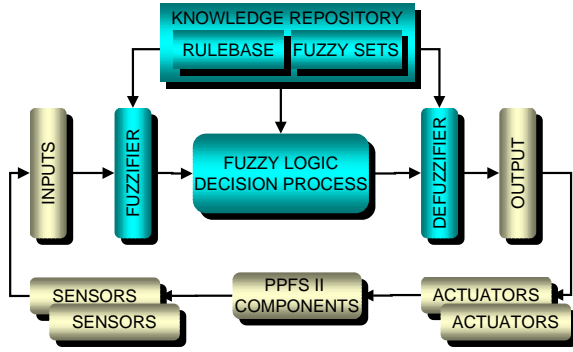 KNOWLEDGE REPOSITORY
RULEBASE
FUZZY SETS
INPUTS
FUZZIFIER
FUZZY LOGIC
DECISION PROCESS
DEFUZZIFIER
OUTPUT
SENSORS
SENSORS
PPFS II
COMPONENTS
ACTUATORS
ACTUATORS